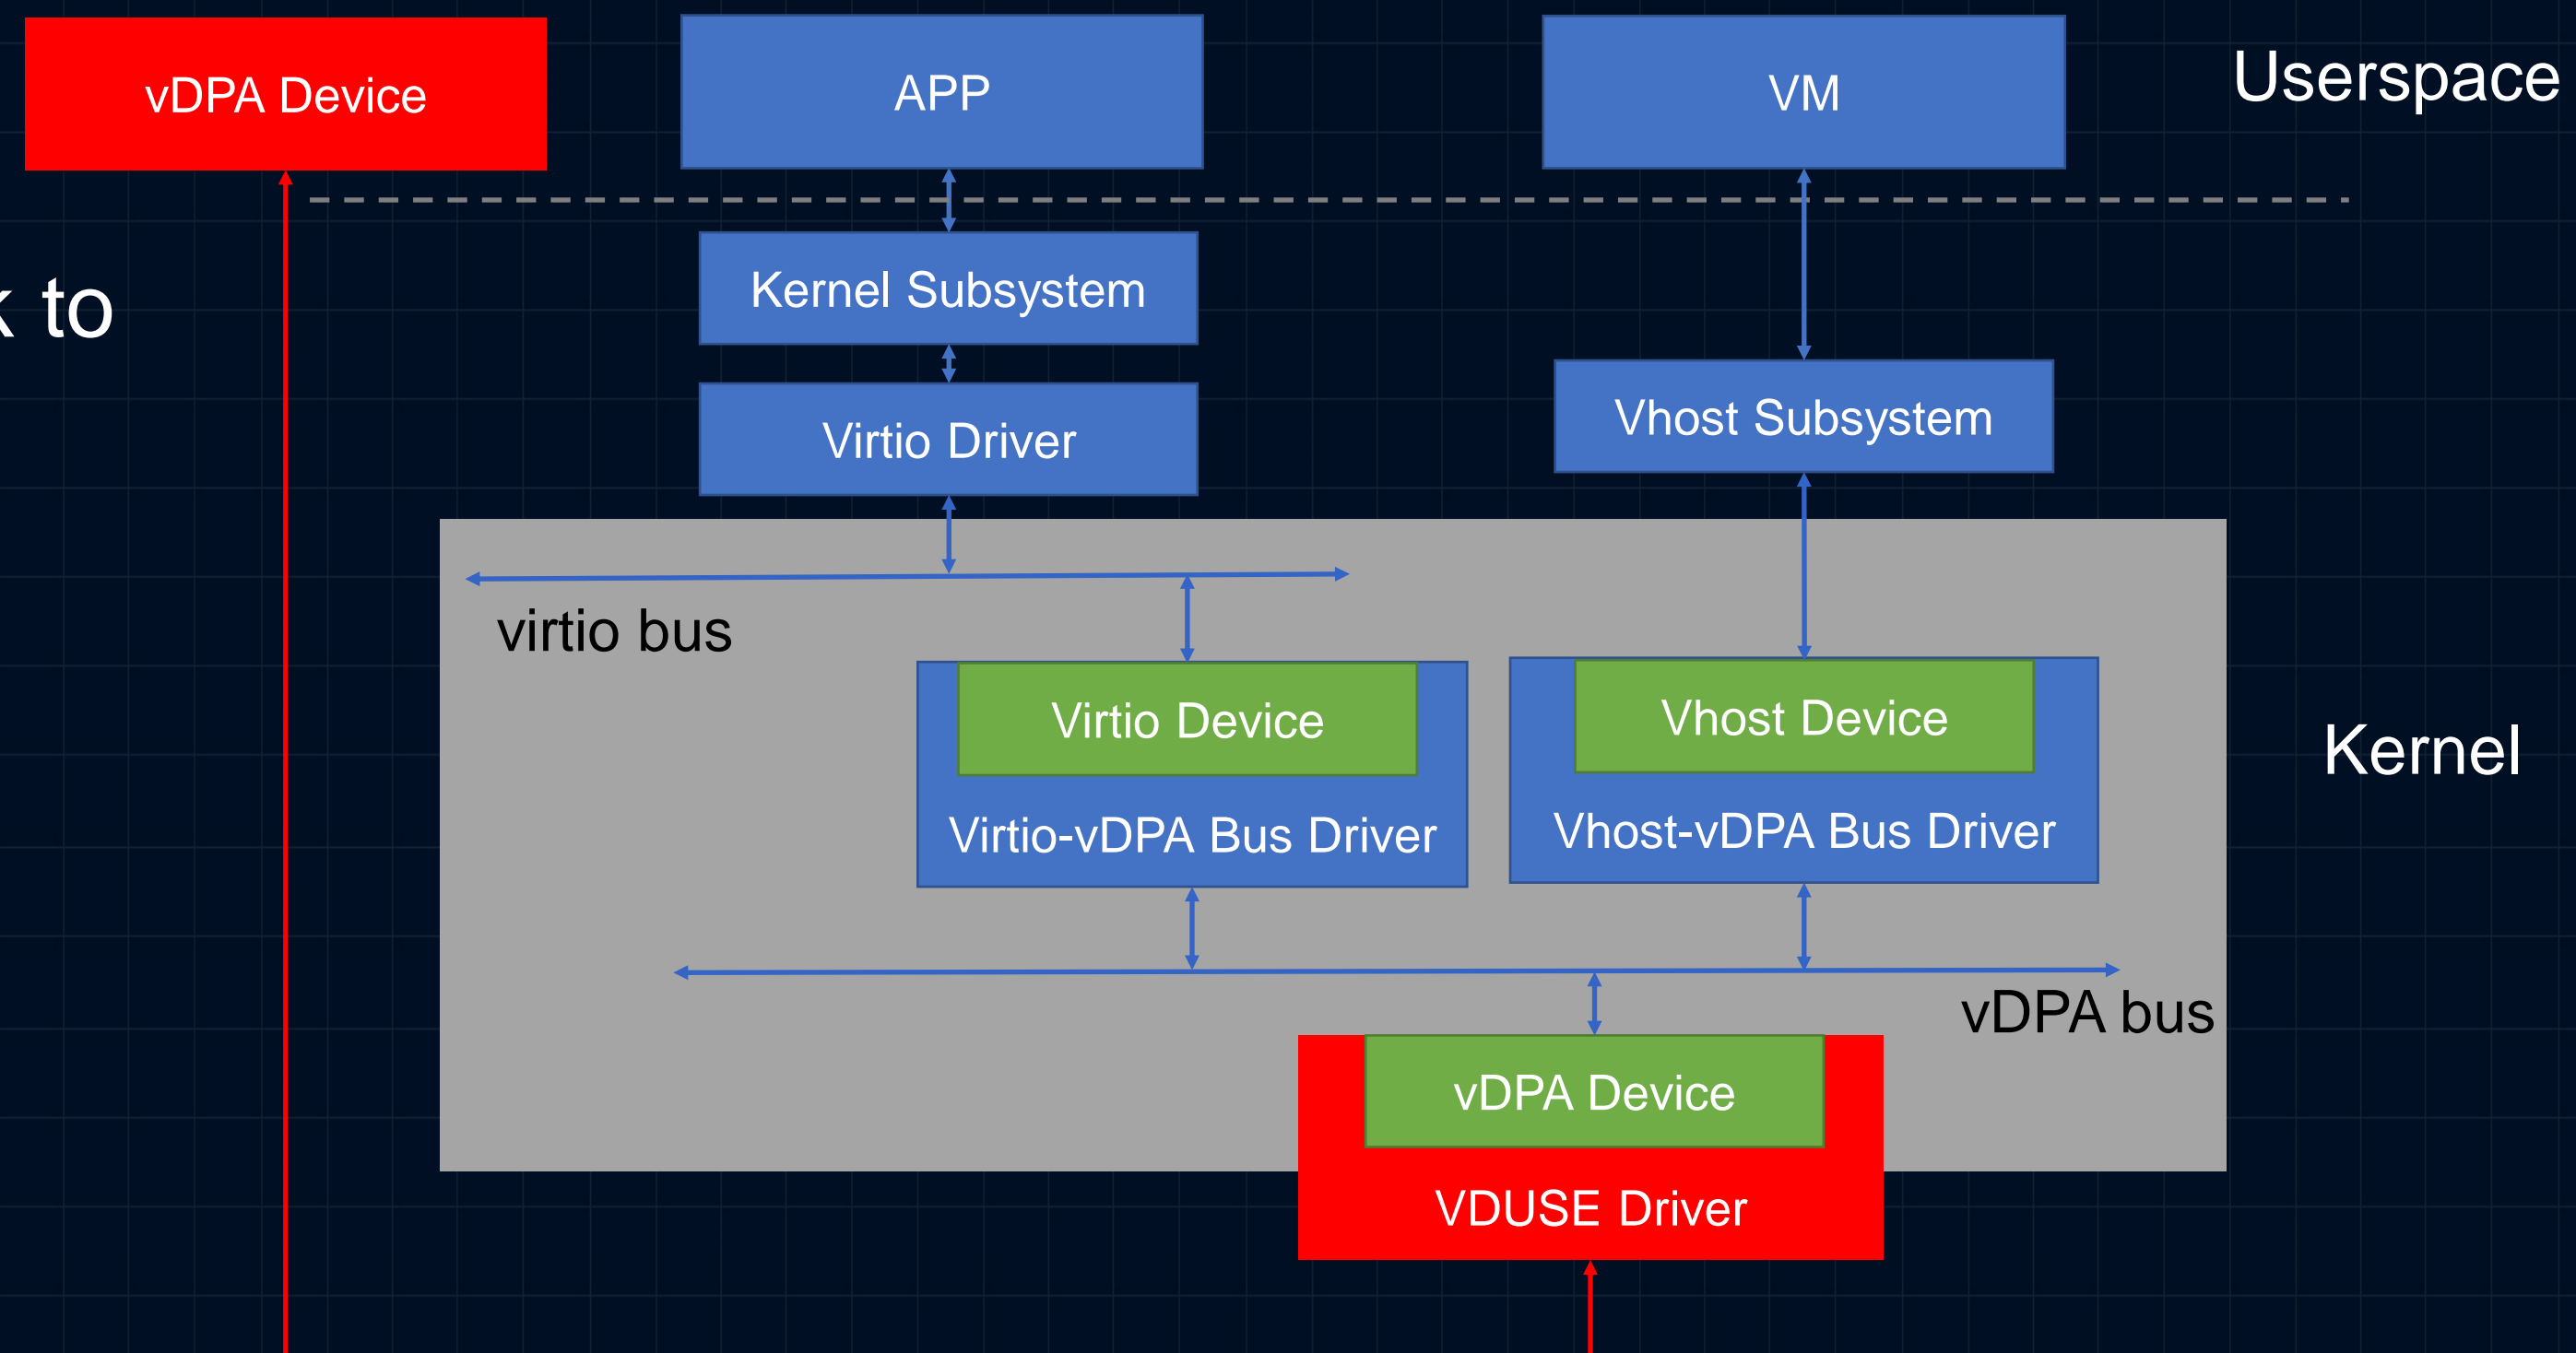 vDPA Device
APP
VM
Userspace
Kernel Subsystem
to
Virtio Driver
Vhost Subsystem
virtio bus
Virtio Device
Vhost Device
Kernel
Virtio-vDPA Bus Driver
Vhost-vDPA Bus Driver
vDPA bus
vDPA Device
VDUSE Driver